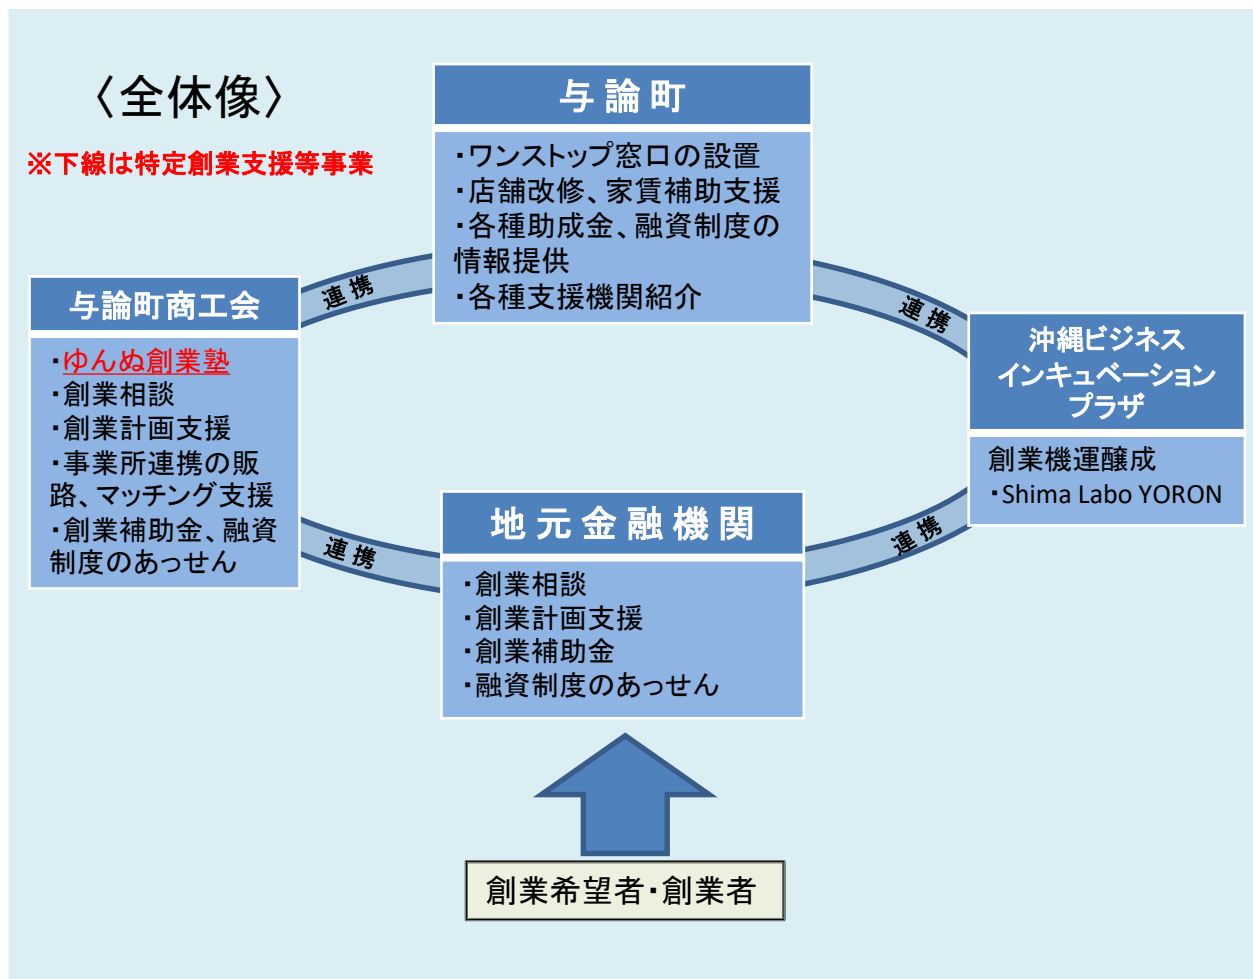 〈全体像〉
※下線は特定創業支援等事業
与論町
・ワンストップ窓口の設置
・店舗改修、家賃補助支援
・各種助成金、融資制度の
情報提供
・各種支援機関紹介
連携
連携
与論町商工会
・ゆんぬ創業塾
・創業相談
・創業計画支援
・事業所連携の販
路、マッチング支援
・創業補助金、融資
制度のあっせん
沖縄ビジネス
インキュベーション
プラザ
創業機運醸成
・Shima Labo YORON
連携
連携
地元金融機関
・創業相談
・創業計画支援
・創業補助金
・融資制度のあっせん
創業希望者・創業者